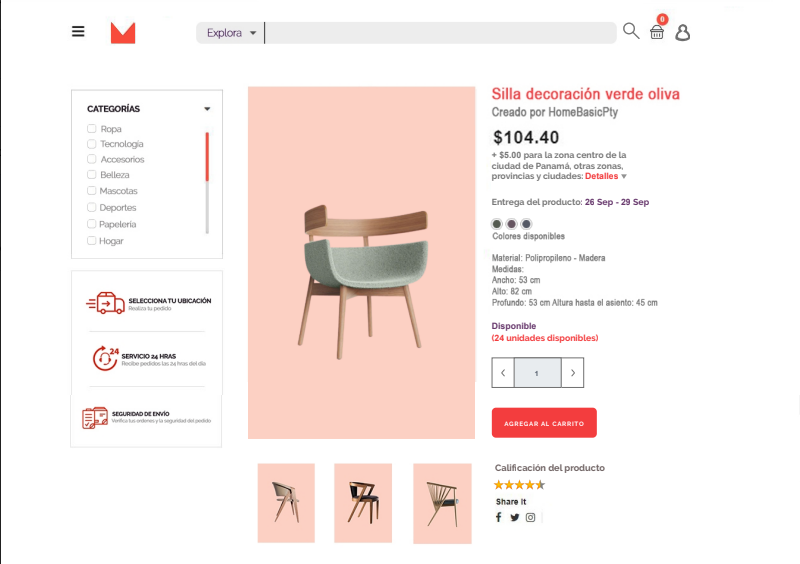 Explora
0
CATEGORÍAS
Ropa
Tecnología
Accesorios
Belleza
Mascotas
Deportes
Papelería
Hogar
SELECCIONA TU UBICACIÓN
Realiza tu pedido
24
SERVICIO 24 HRAS
Recibe pedidos las 24 hras del día
SEGURIDAD DE ENVÍO
Verifica tus ordenes y la seguridad del pedido
Silla decoración verde oliva
Creado por HomeBasicPty
$104.40
+ $5.00 para la zona centro de la
ciudad de Panamá, otras zonas,
provincias y ciudades: Detalles
Entrega del producto: 26 Sep - 29 Sep
Colores disponibles
Material: Polipropileno - Madera
Medidas:
Ancho: 53 cm
Alto: 82 cm
Profundo: 53 cm Altura hasta el asiento: 45 cm
Disponible
(24 unidades disponibles)
1
AGREGAR AL CARRITO
Calificación del producto
Share It